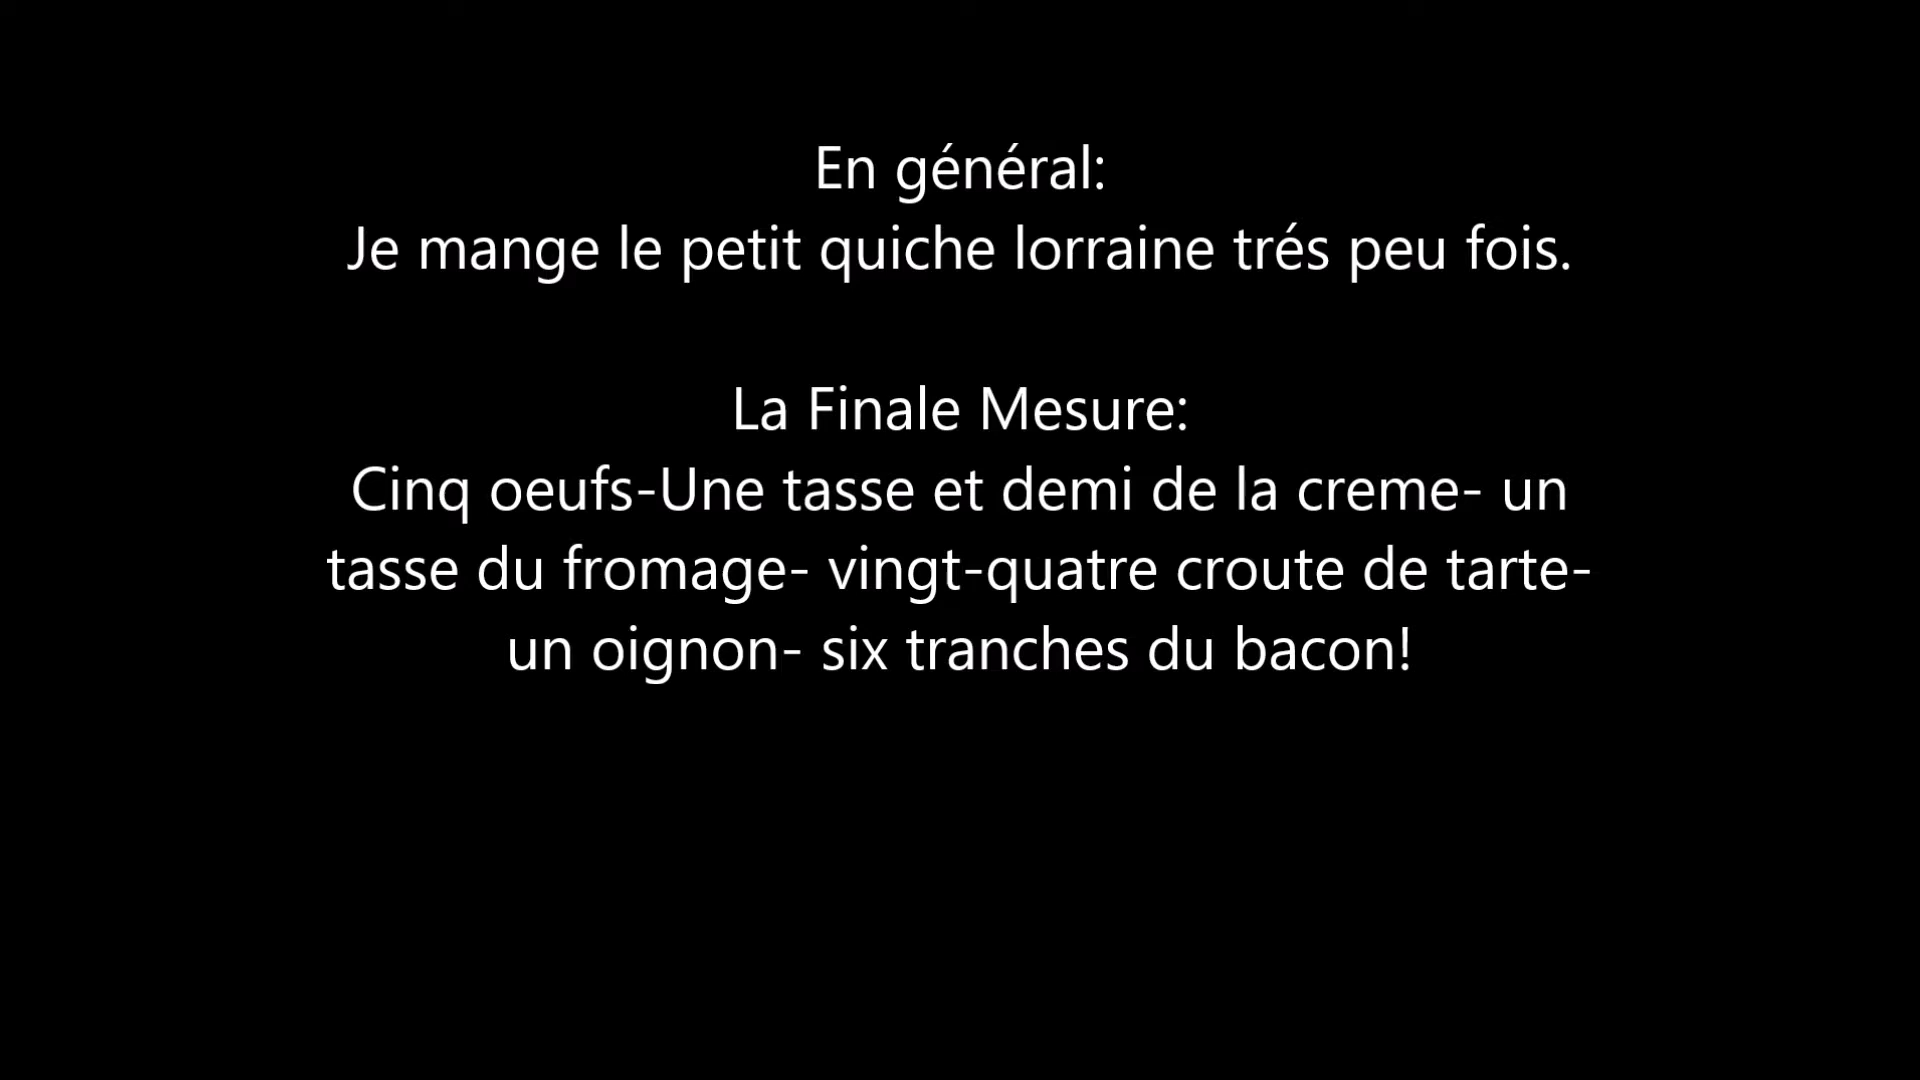 En général:
Je mange le petit quiche lorraine trés peu fois.
La Finale Mesure:
Cinq oeufs-Une tasse et demi de la creme- un
tasse du fromage- vingt-quatre croute de tarte-
un oignon- six tranches du bacon!